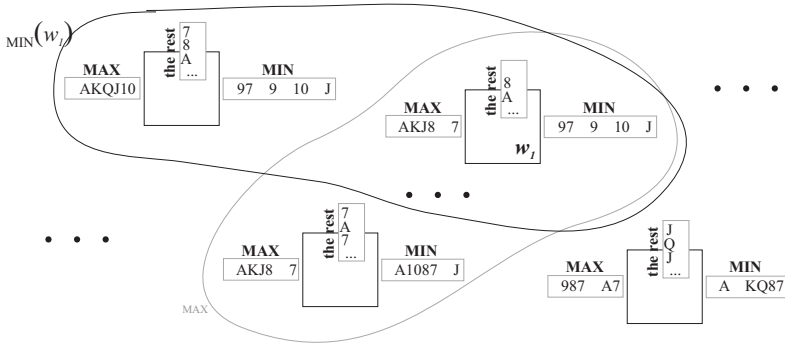 MIN(w1)
the rest
7
8
A
...
MAX
AKQJ10
MIN
97 9 10 J
the rest
8
A
...
MAX
AKJ8 7
MIN
97 9 10 J
w1
the rest
7
A
7
...
MAX
AKJ8 7
MIN
A1087 J
the rest
J
Q
J
...
MAX
987 A7
MIN
A KQ87
MAX